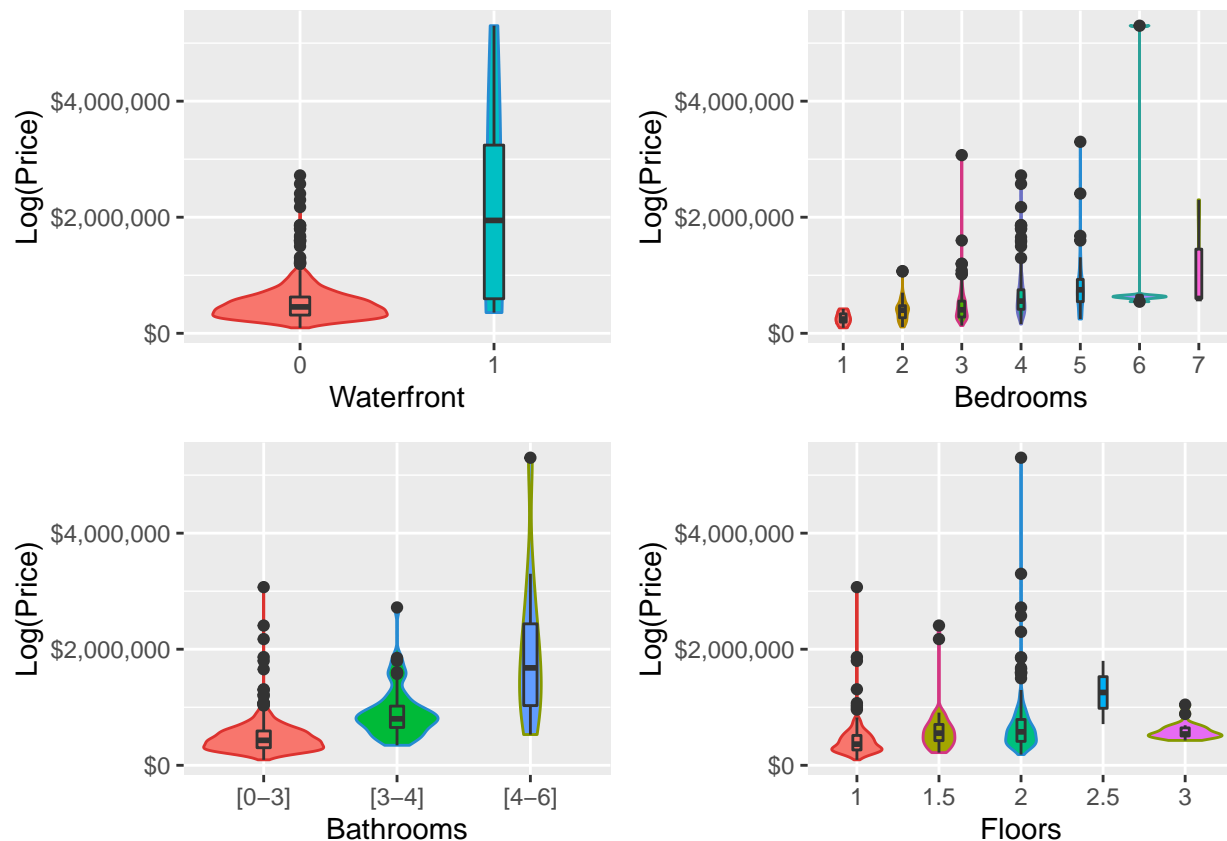 Log(Price)
$4,000,000
$2,000,000
$0
0 1
Waterfront
Log(Price)
$4,000,000
$2,000,000
$0
1 2 3 4 5 6 7
Bedrooms
Log(Price)
$4,000,000
$2,000,000
$0
[0−3] [3−4] [4−6]
Bathrooms
Log(Price)
$4,000,000
$2,000,000
$0
1 1.5 2 2.5 3
Floors